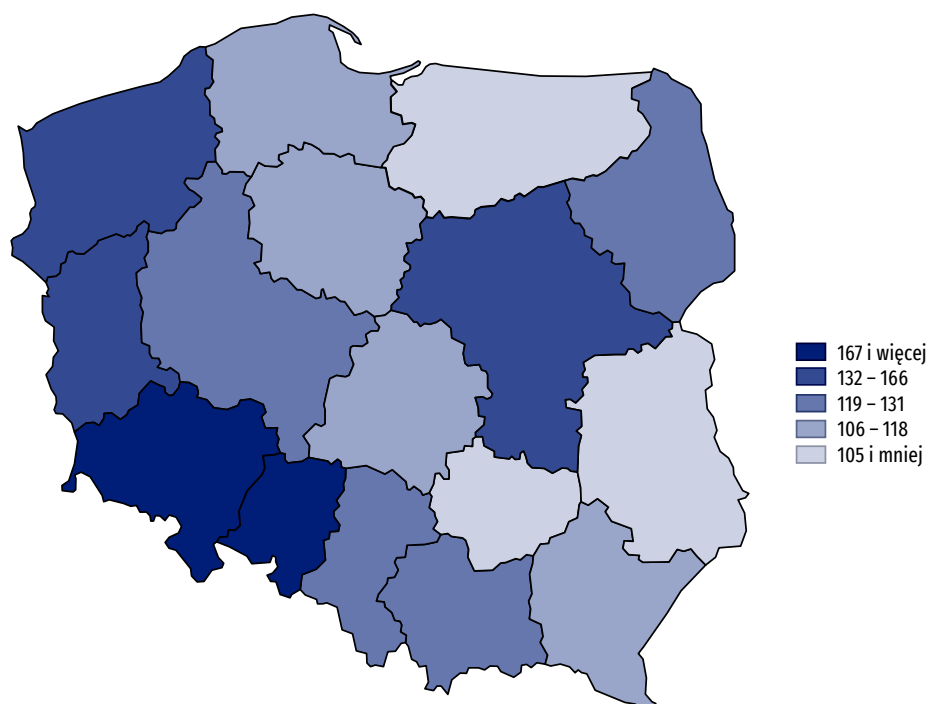 167 i więcej
132 – 166
119 – 131
106 – 118
105 i mniej